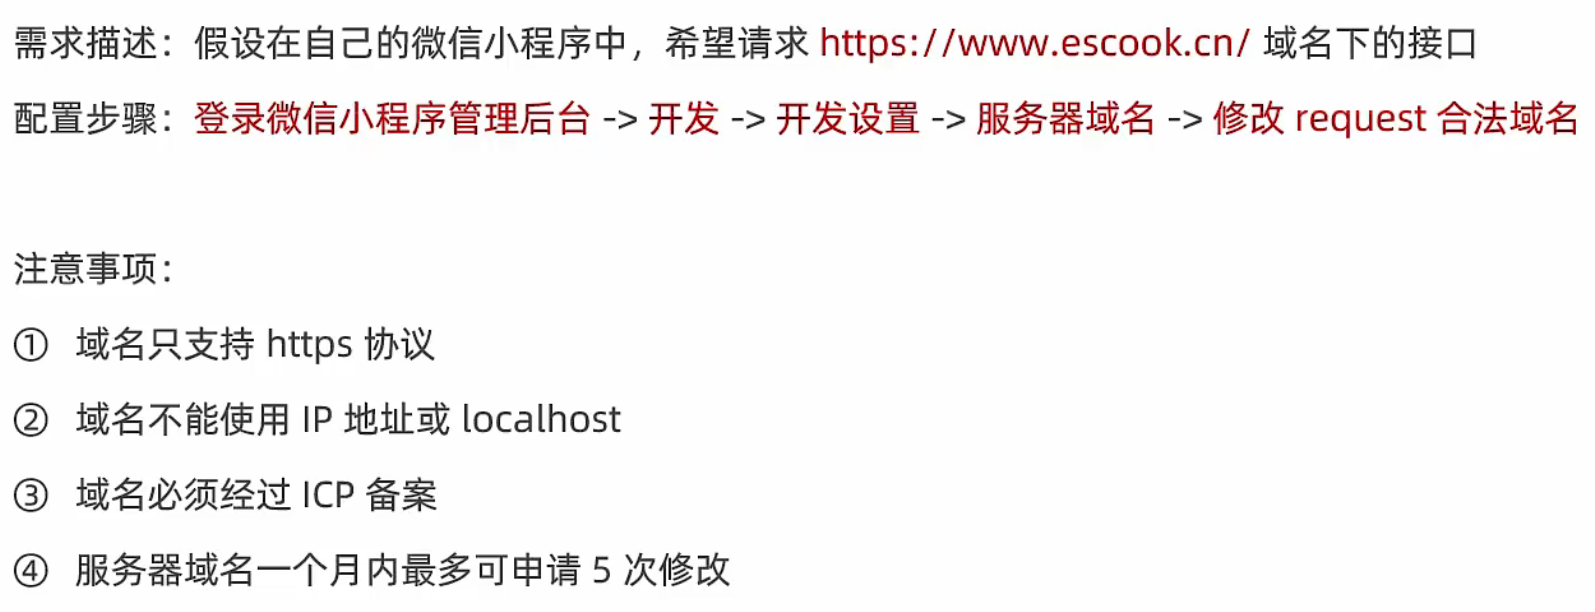 需求描述：假设在自己的微信小程序中，希望请求 https://www.escook.cn/ 域名下的接口
配置步骤：登录微信小程序管理后台 -> 开发 -> 开发设置 -> 服务器域名 -> 修改 request 合法域名
注意事项：
① 域名只支持 https 协议
② 域名不能使用 IP 地址或 localhost
③ 域名必须经过 ICP 备案
④ 服务器域名一个月内最多可申请 5 次修改